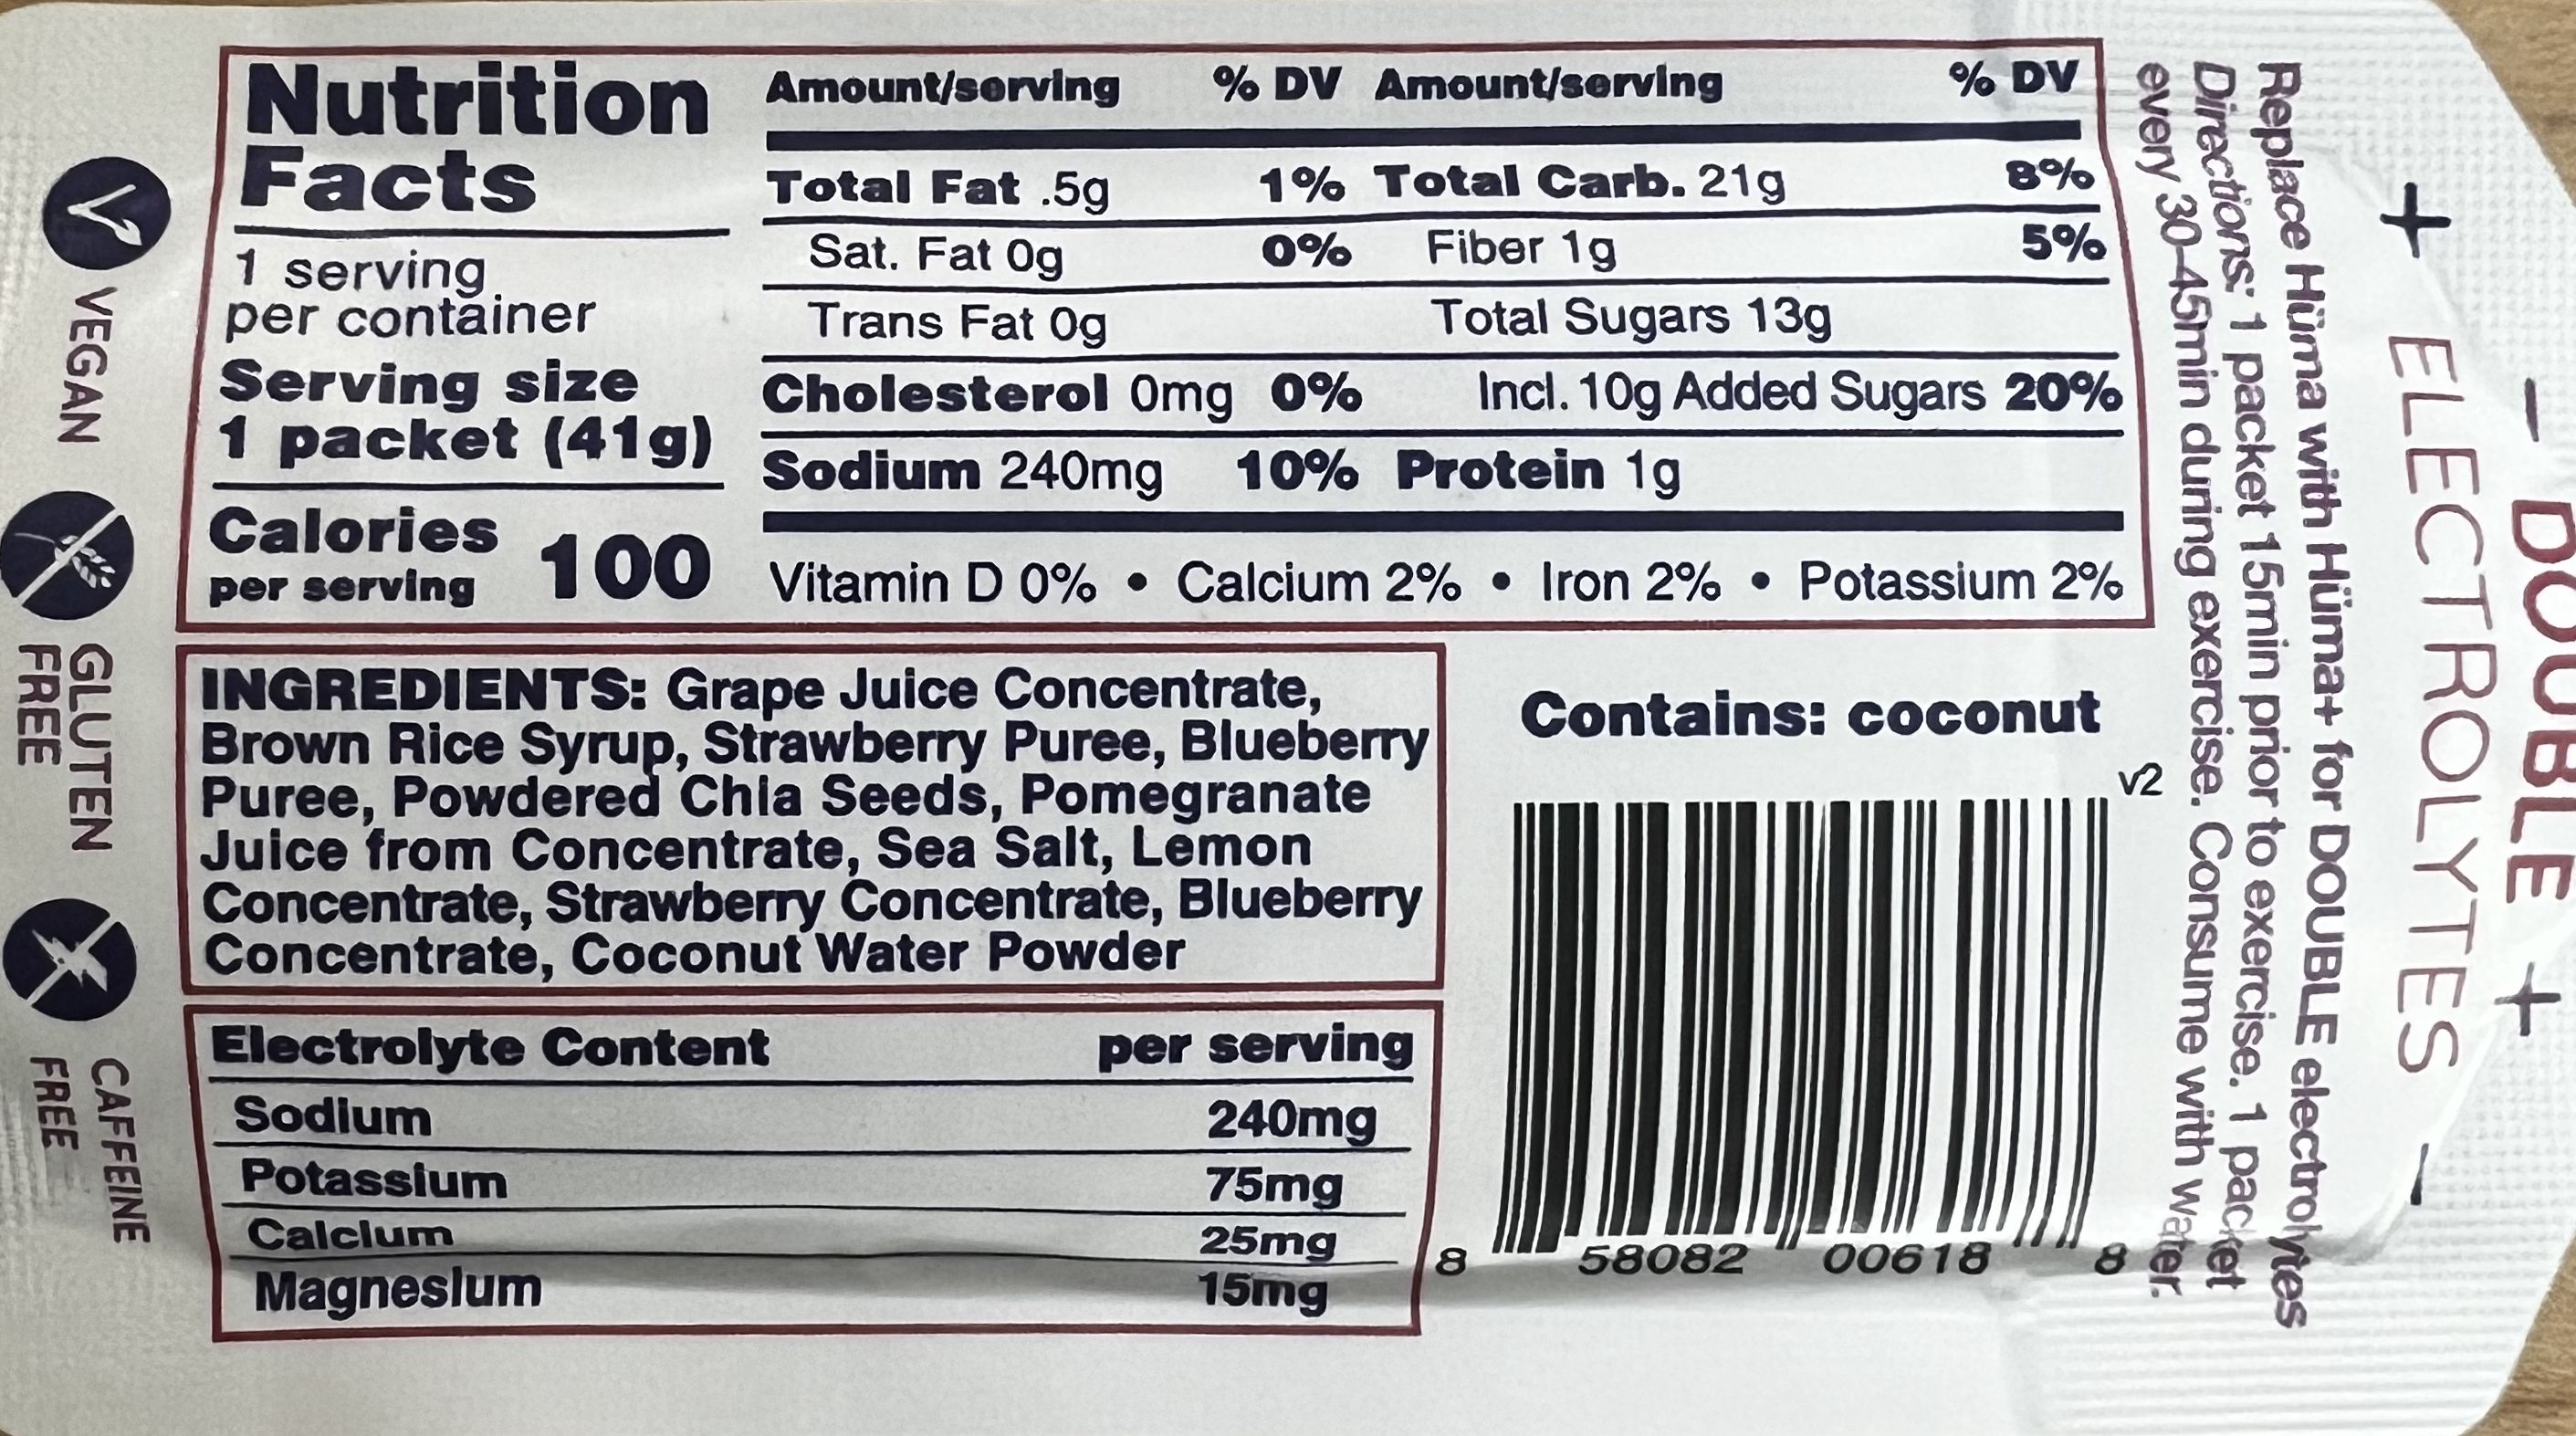 Nutrition
Facts
1 serving
per container
Serving size
1 packet (41g)
Calories
per serving 100
Amount/serving % DV Amount/serving % DV
Total Fat .5g 1% Total Carb. 21g 8%
Sat. Fat 0g 0% Fiber 1g 5%
Trans Fat 0g Total Sugars 13g
Cholesterol 0mg 0% Incl. 10g Added Sugars 20%
Sodium 240mg 10% Protein 1g
Vitamin D 0% • Calcium 2% • Iron 2% • Potassium 2%
INGREDIENTS: Grape Juice Concentrate,
Brown Rice Syrup, Strawberry Puree, Blueberry
Puree, Powdered Chia Seeds, Pomegranate
Juice from Concentrate, Sea Salt, Lemon
Concentrate, Strawberry Concentrate, Blueberry
Concentrate, Coconut Water Powder
Electrolyte Content per serving
Sodium 240mg
Potassium 75mg
Calcium 25mg
Magnesium 15mg
Contains: coconut
v2
8 58082 00618 8
VEGAN
GLUTEN
FREE
CAFFEINE
FREE
– DOUBLE +
+ ELECTROLYTES –
Replace Hüma with Hüma+ for DOUBLE electrolytes
Directions: 1 packet 15min prior to exercise. 1 packet
every 30-45min during exercise. Consume with water.